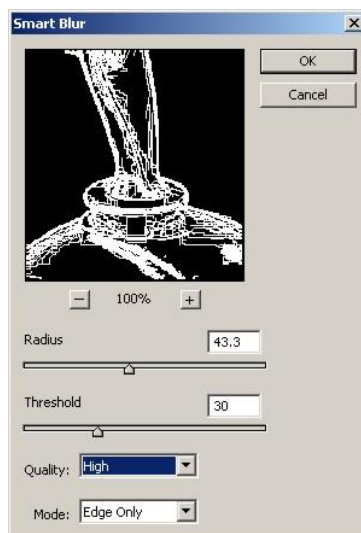 Smart Blur
OK
Cancel
100%
Radius
43.3
Threshold
30
Quality: High
Mode: Edge Only